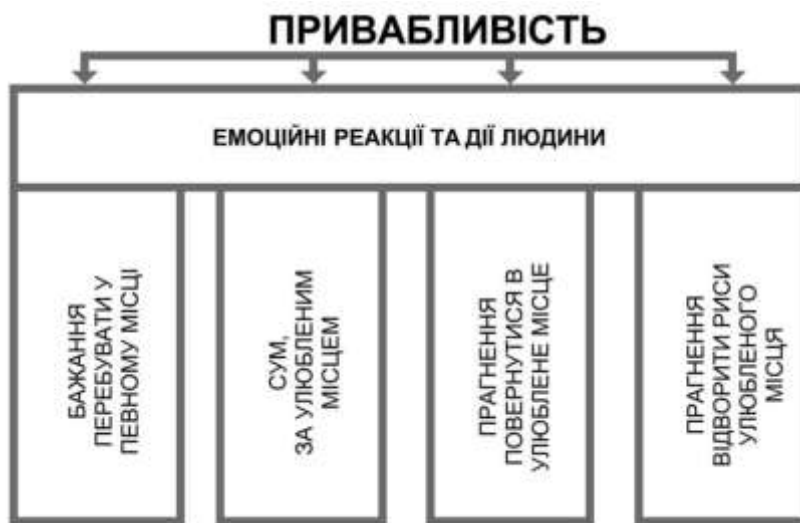 ПРИВАБЛИВІСТЬ
ЕМОЦІЙНІ РЕАКЦІЇ ТА ДІЇ ЛЮДИНИ
БАЖАННЯ
ПЕРЕБУВАТИ У
ПЕВНОМУ МІСЦІ
СУМ,
ЗА УЛЮБЛЕНИМ
МІСЦЕМ
ПРАГНЕННЯ
ПОВЕРНУТИСЯ В
УЛЮБЛЕНЕ МІСЦЕ
ПРАГНЕННЯ
ВІДВОРИТИ РИСИ
УЛЮБЛЕНОГО
МІСЦЯ